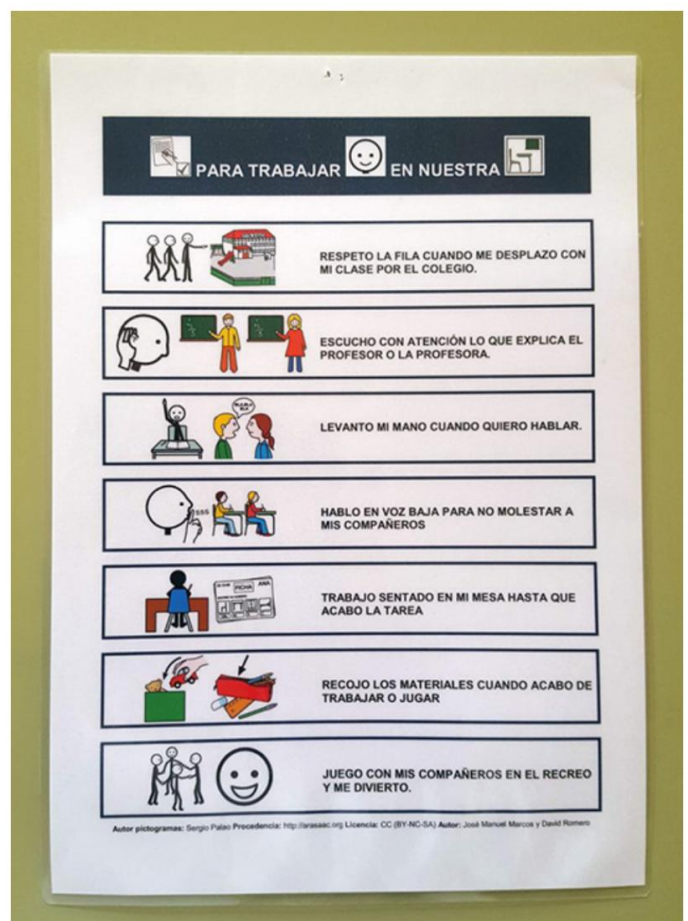 PARA TRABAJAR EN NUESTRA
RESPETO LA FILA CUANDO ME DESPLAZO CON
MI CLASE POR EL COLEGIO.
ESCUCHO CON ATENCIÓN LO QUE EXPLICA EL
PROFESOR O LA PROFESORA.
LEVANTO MI MANO CUANDO QUIERO HABLAR.
HABLO EN VOZ BAJA PARA NO MOLESTAR A
MIS COMPAÑEROS
TRABAJO SENTADO EN MI MESA HASTA QUE
ACABO LA TAREA
FICHA ANA
RECOJO LOS MATERIALES CUANDO ACABO DE
TRABAJAR O JUGAR
JUEGO CON MIS COMPAÑEROS EN EL RECREO
Y ME DIVIERTO.
Autor pictogramas: Sergio Palao Procedencia: http://arasaac.org Licencia: CC (BY-NC-SA) Autor: José Manuel Marcos y David Romero